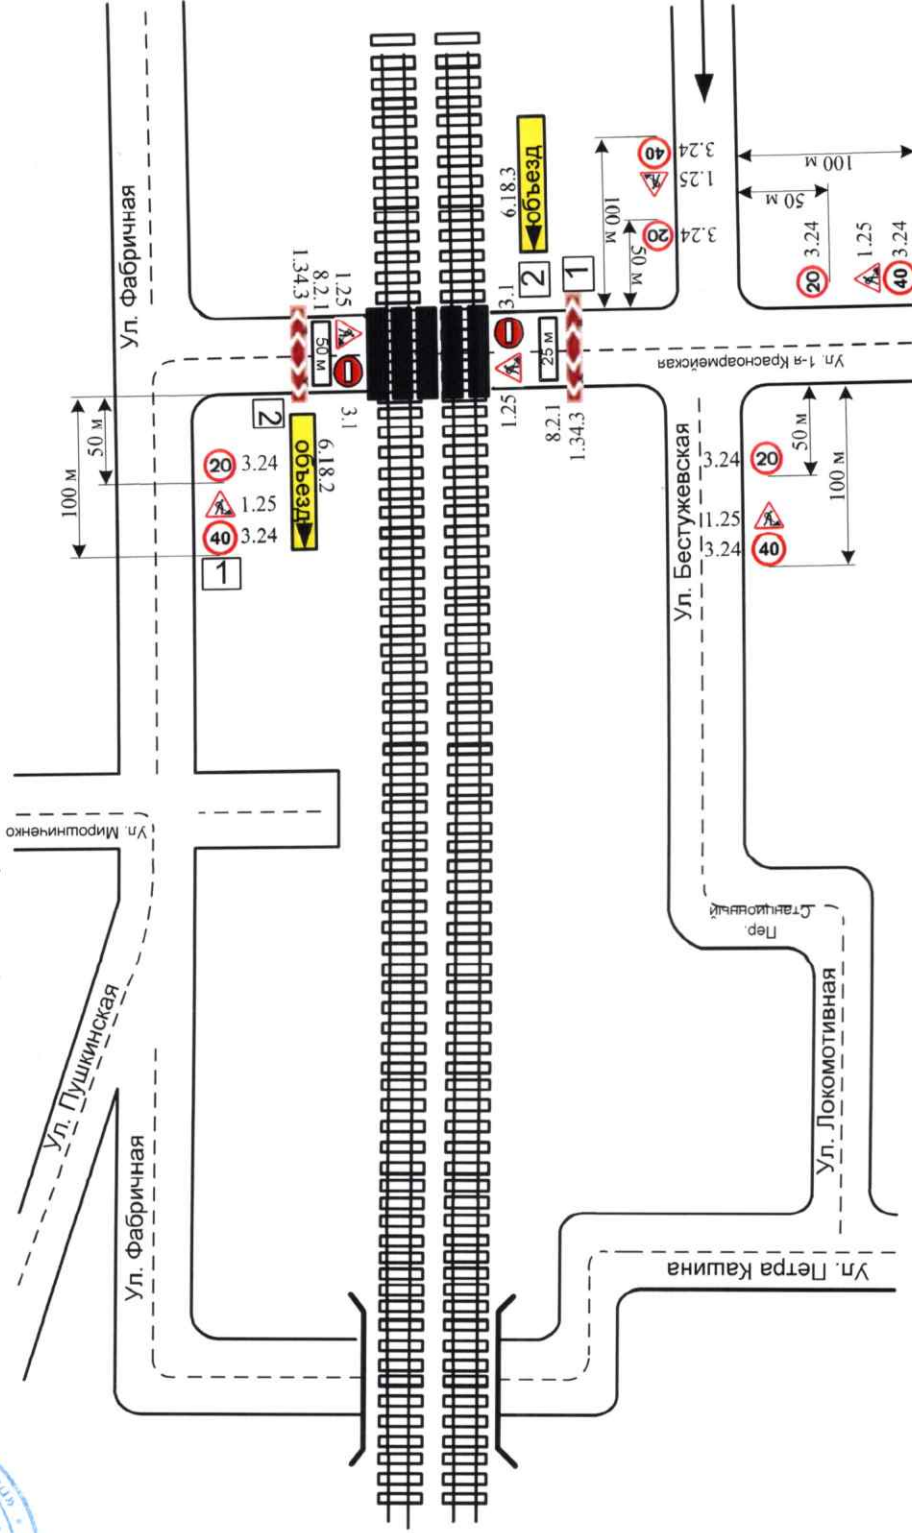 Ул. Фабричная
1.34.3
8.2.1
1.25
50 м
3.1
2
объезд
6.18.2
50 м
100 м
20
3.24
1.25
40
3.24
1
6.18.3
объезд
2
1
3.1
25 м
1.25
8.2.1
1.34.3
40
3.24
1.25
20
3.24
100 м
50 м
100 м
50 м
20
3.24
1.25
40
3.24
Ул. 1-я Красноармейская
Ул. Бестужевская
3.24
20
50 м
1.25
100 м
3.24
40
Ул. Мирошниченко
Ул. Пушкинская
Ул. Фабричная
Пер.
Станционный
Ул. Локомотивная
Ул. Петра Кашина